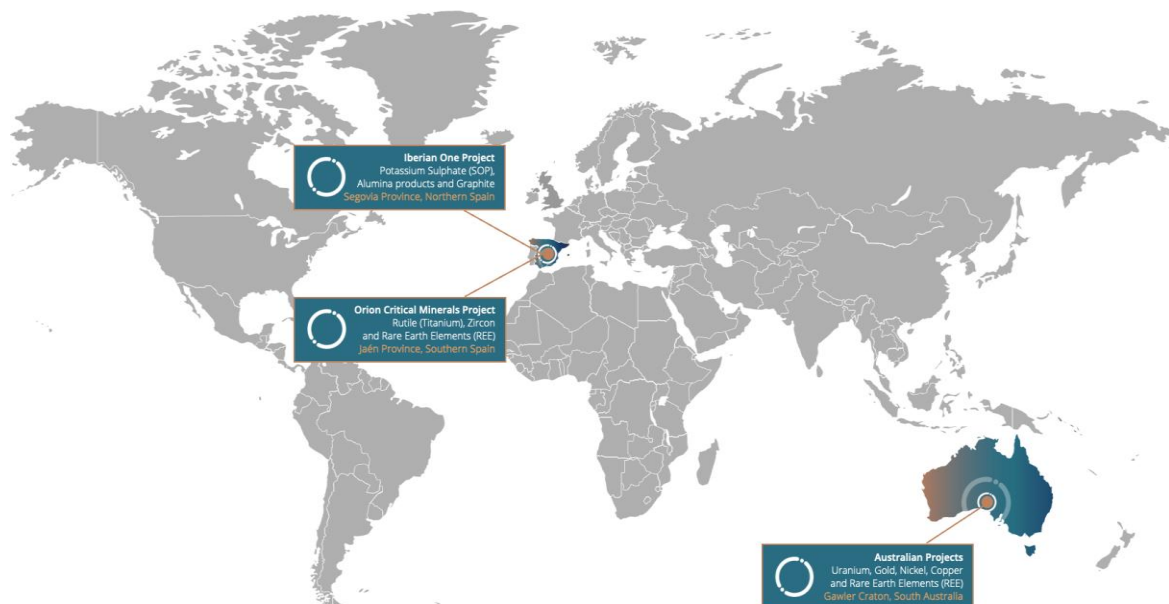 Iberian One Project
Potassium Sulphate (SOP),
Alumina products and Graphite
Segovia Province, Northern Spain
Orion Critical Minerals Project
Rutile (Titanium), Zircon
and Rare Earth Elements (REE)
Jaén Province, Southern Spain
Australian Projects
Uranium, Gold, Nickel, Copper
and Rare Earth Elements (REE)
Gawler Craton, South Australia